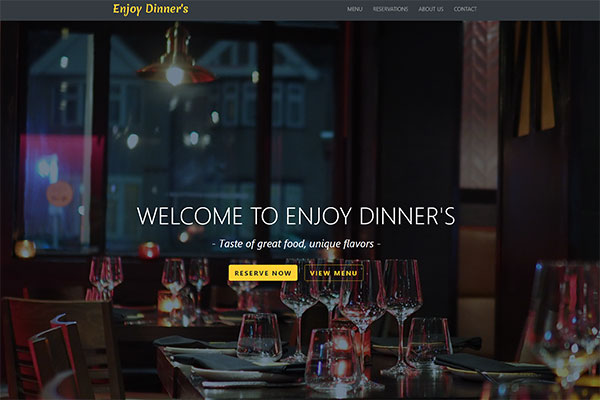 Enjoy Dinner's
MENU RESERVATIONS ABOUT US CONTACT
WELCOME TO ENJOY DINNER'S
- Taste of great food, unique flavors -
RESERVE NOW VIEW MENU